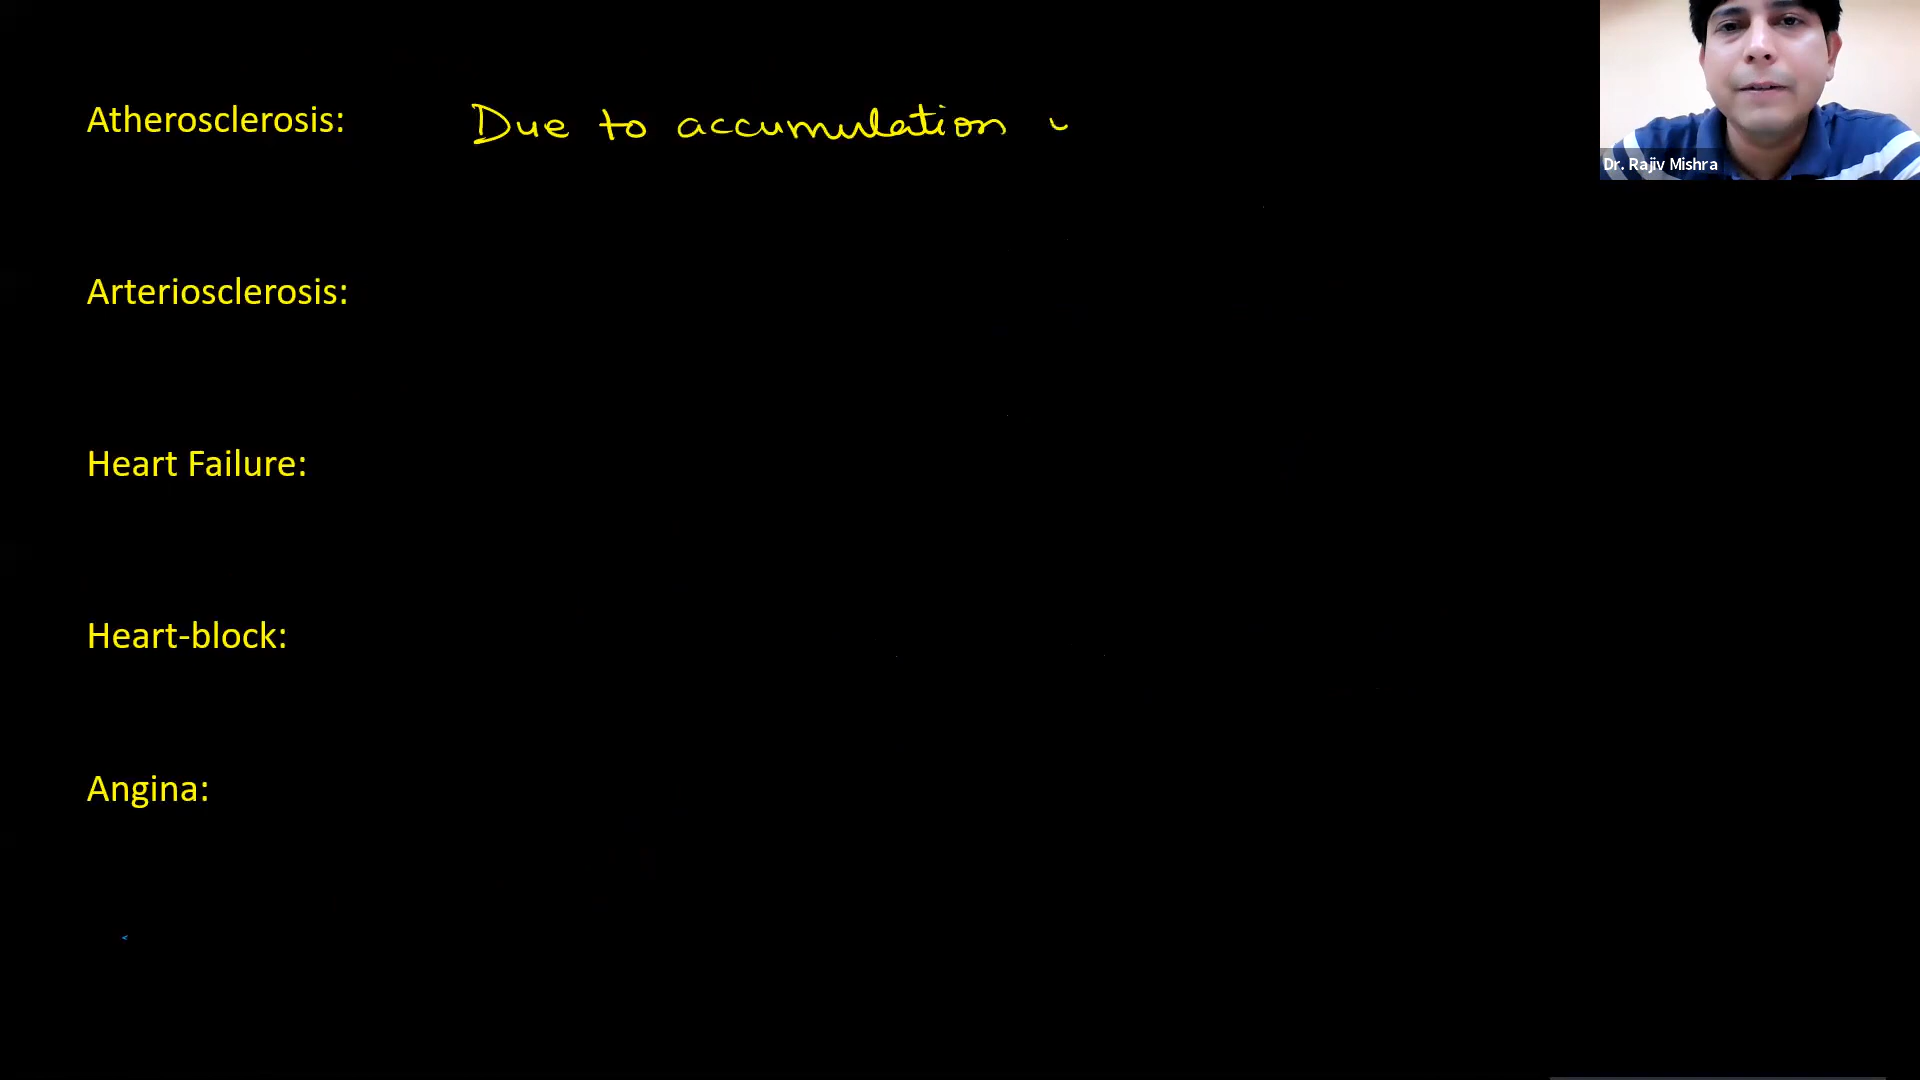 Atherosclerosis: Due to accumulation
Dr. Rajiv Mishra
Arteriosclerosis:
Heart Failure:
Heart-block:
Angina: